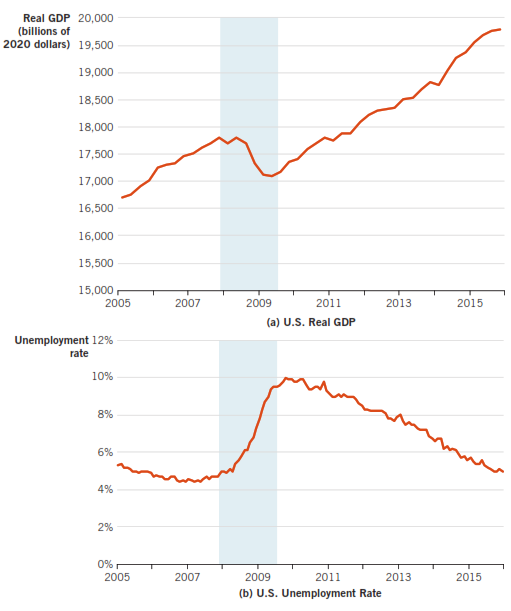 Real GDP
(billions of
2020 dollars)
20,000
19,500
19,000
18,500
18,000
17,500
17,000
16,500
16,000
15,500
15,000
2005 2007 2009 2011 2013 2015
(a) U.S. Real GDP
Unemployment
rate
12%
10%
8%
6%
4%
2%
0%
2005 2007 2009 2011 2013 2015
(b) U.S. Unemployment Rate